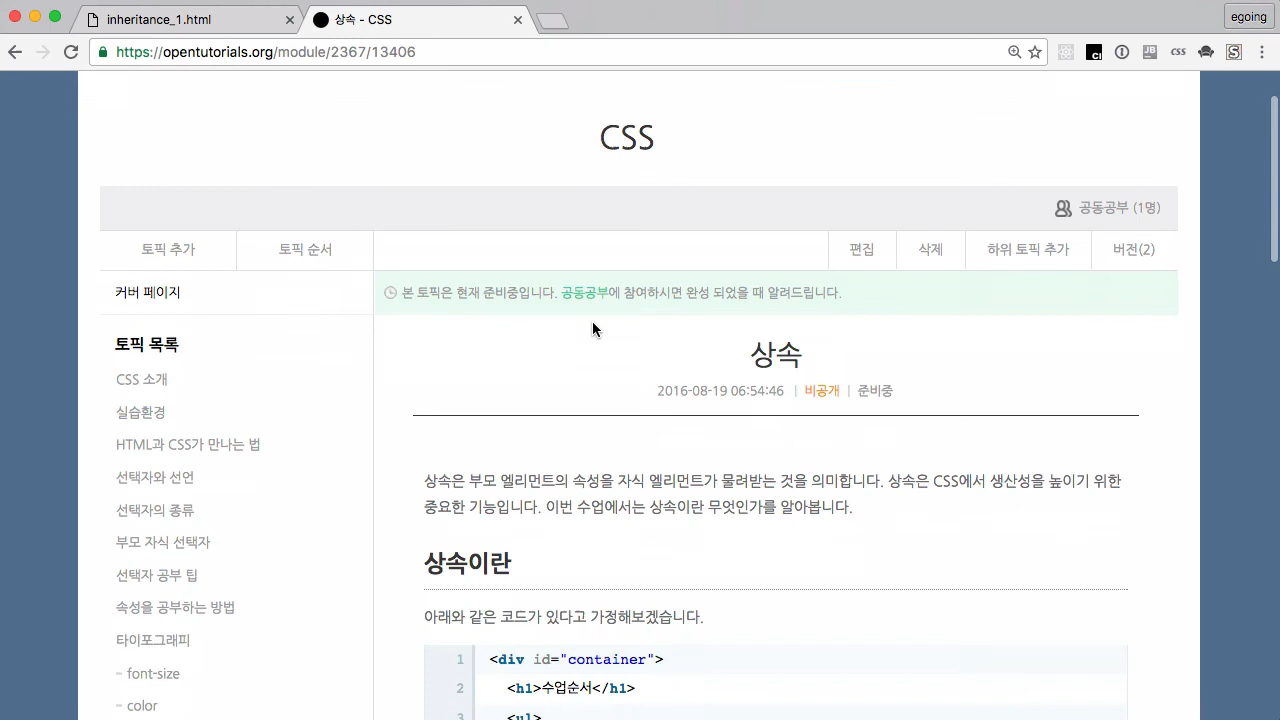 inheritance_1.html
상속 - CSS
egoing
https://opentutorials.org/module/2367/13406
JB
css
S
CSS
공동공부 (1명)
토픽 추가
토픽 순서
편집
삭제
하위 토픽 추가
버전(2)
커버 페이지
본 토픽은 현재 준비중입니다. 공동공부에 참여하시면 완성 되었을 때 알려드립니다.
토픽 목록
CSS 소개
실습환경
HTML과 CSS가 만나는 법
선택자와 선언
선택자의 종류
부모 자식 선택자
선택자 공부 팁
속성을 공부하는 방법
타이포그래피
- font-size
- color
상속
2016-08-19 06:54:46 | 비공개 | 준비중
상속은 부모 엘리먼트의 속성을 자식 엘리먼트가 물려받는 것을 의미합니다. 상속은 CSS에서 생산성을 높이기 위한
중요한 기능입니다. 이번 수업에서는 상속이란 무엇인가를 알아봅니다.
상속이란
아래와 같은 코드가 있다고 가정해보겠습니다.
1 <div id="container">
2 <h1>수업순서</h1>
3 <ul>